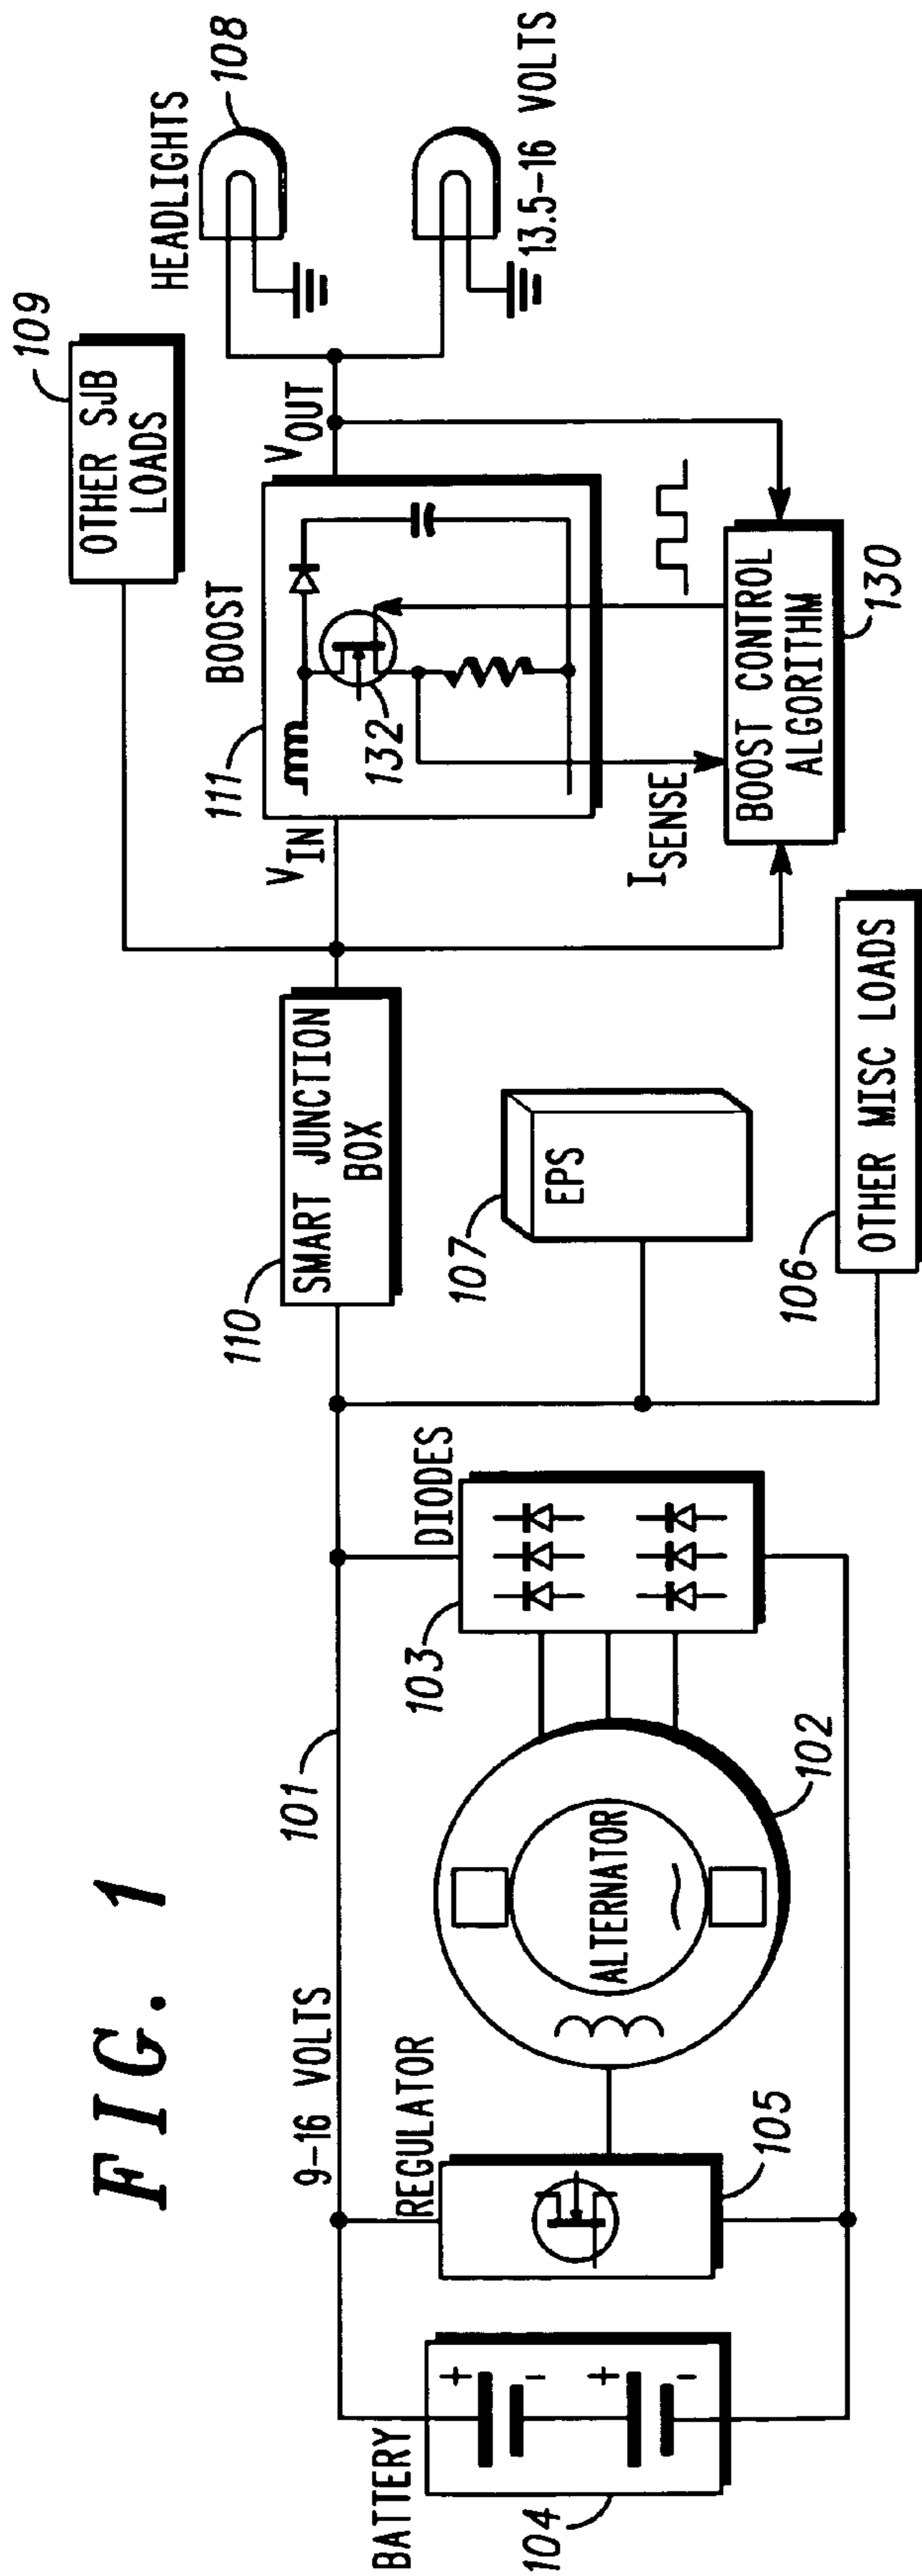 FIG. 1
BATTERY
104
9-16 VOLTS
REGULATOR
105
101
ALTERNATOR
102
DIODES
103
110
SMART JUNCTION
BOX
107
EPS
106
OTHER MISC LOADS
109
OTHER SJB
LOADS
111
BOOST
VIN
VOUT
132
ISENSE
BOOST CONTROL
ALGORITHM
130
HEADLIGHTS
108
13.5-16 VOLTS
+
-
+
-